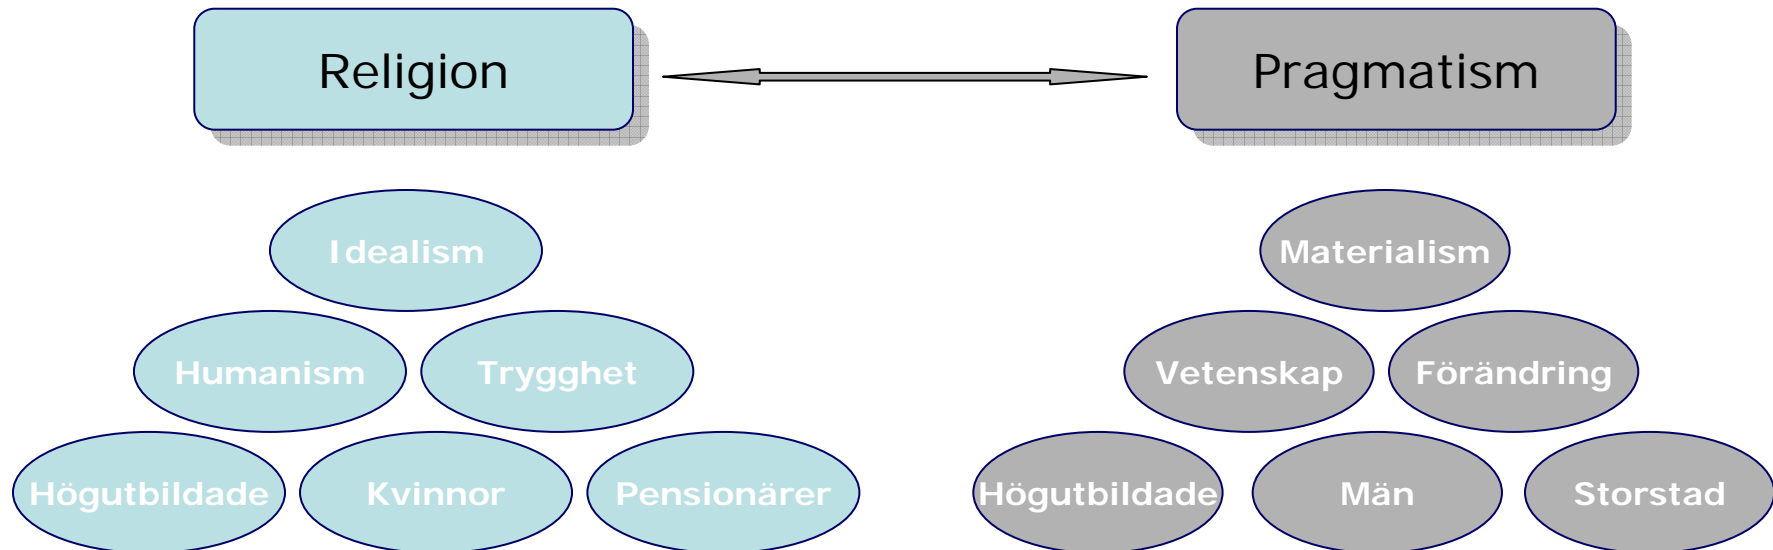 Religion
Pragmatism
Idealism
Materialism
Humanism
Trygghet
Vetenskap
Förändring
Högutbildade
Kvinnor
Pensionärer
Högutbildade
Män
Storstad